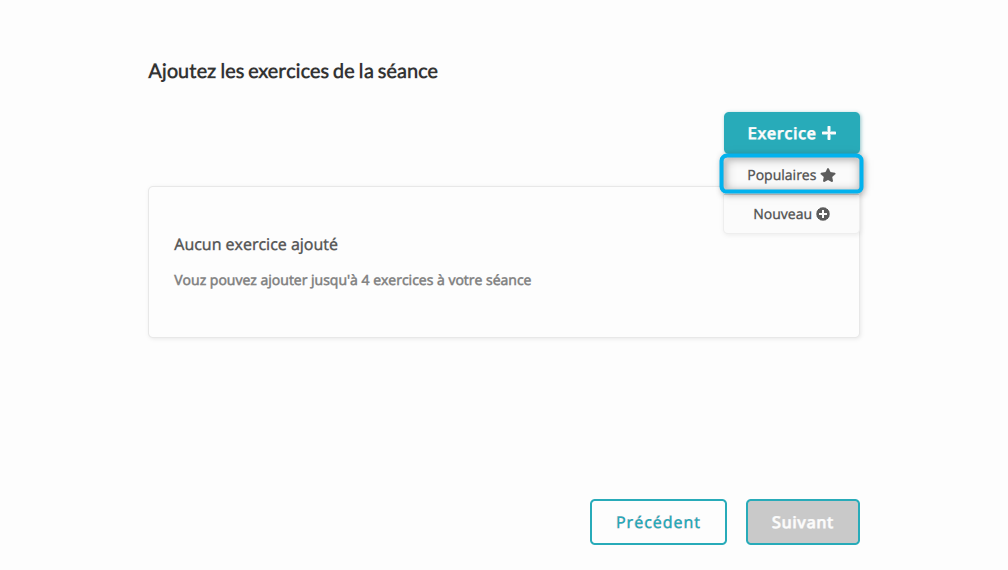 Ajoutez les exercices de la séance
Exercice
Populaires
Nouveau
Aucun exercice ajouté
Vouz pouvez ajouter jusqu'à 4 exercices à votre séance
Précédent
Suivant